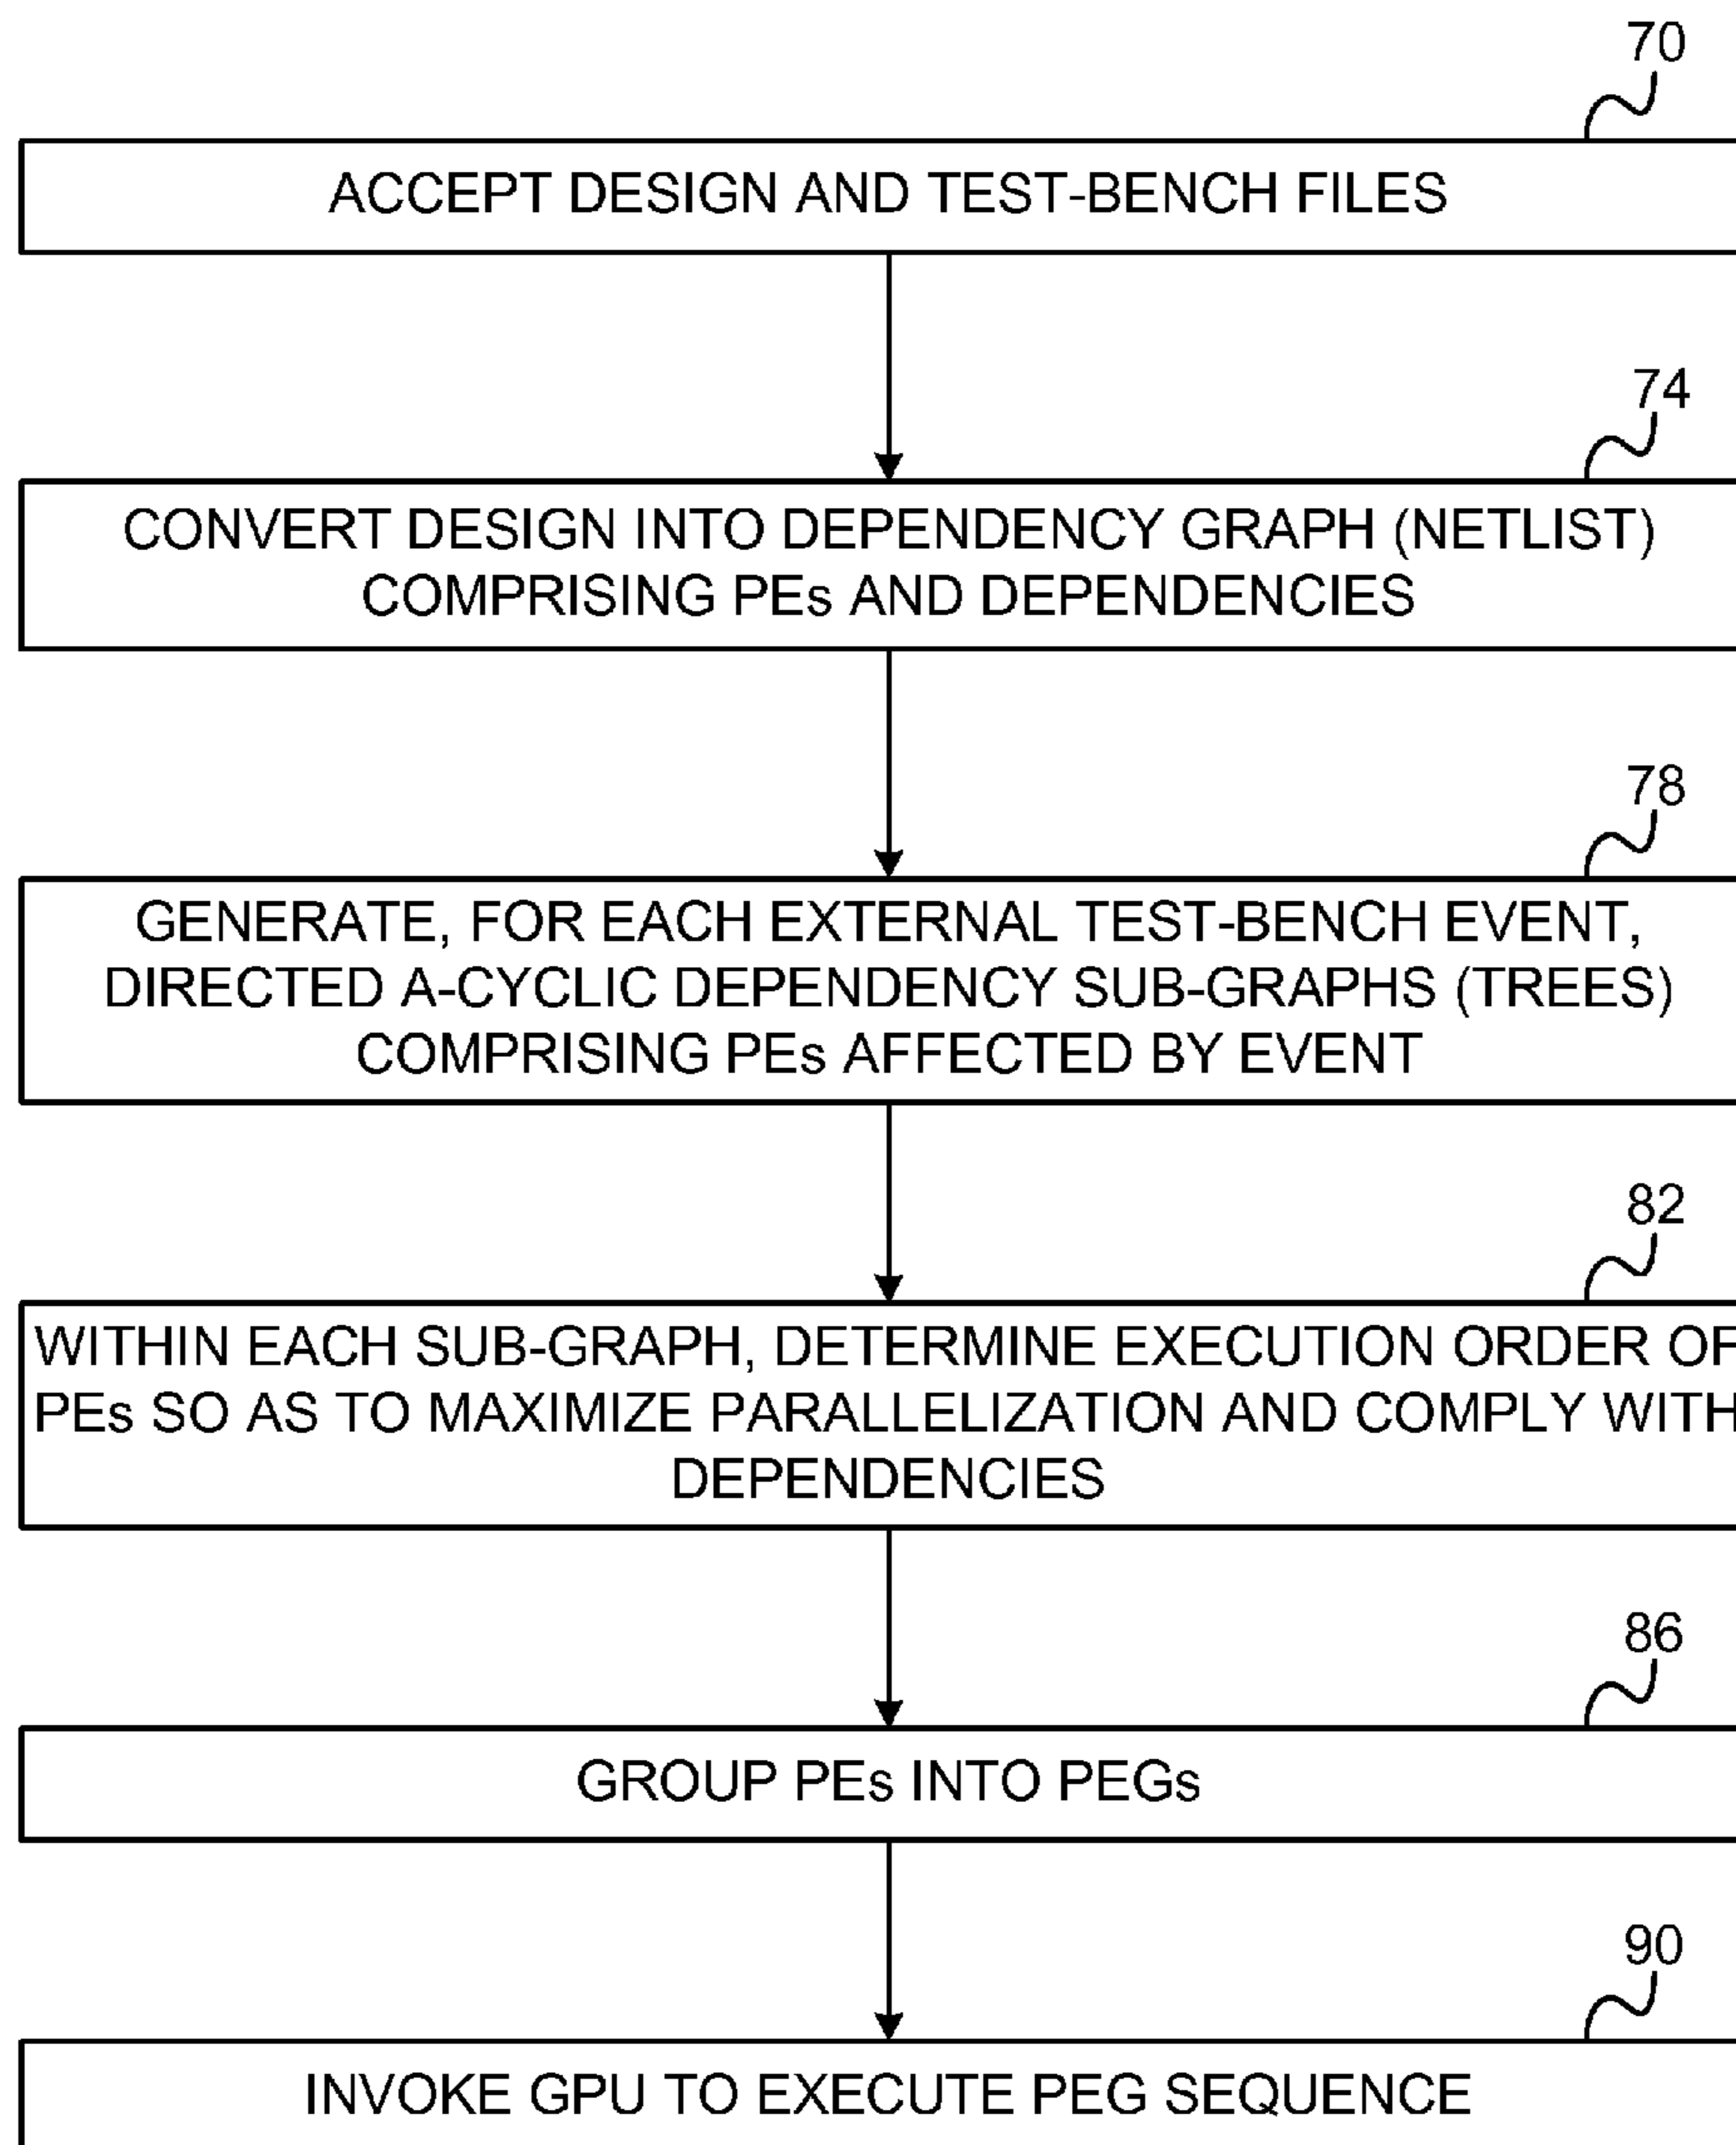 70
ACCEPT DESIGN AND TEST-BENCH FILES
74
CONVERT DESIGN INTO DEPENDENCY GRAPH (NETLIST)
COMPRISING PEs AND DEPENDENCIES
78
GENERATE, FOR EACH EXTERNAL TEST-BENCH EVENT,
DIRECTED A-CYCLIC DEPENDENCY SUB-GRAPHS (TREES)
COMPRISING PEs AFFECTED BY EVENT
82
WITHIN EACH SUB-GRAPH, DETERMINE EXECUTION ORDER OF
PEs SO AS TO MAXIMIZE PARALLELIZATION AND COMPLY WITH
DEPENDENCIES
86
GROUP PEs INTO PEGs
90
INVOKE GPU TO EXECUTE PEG SEQUENCE